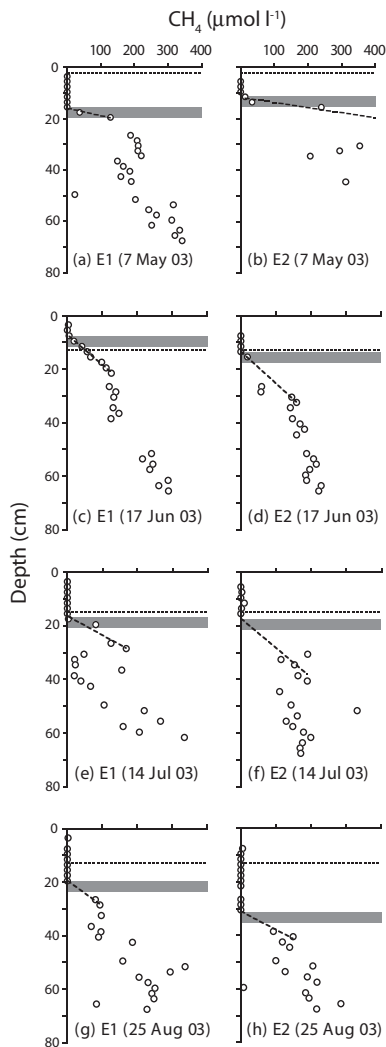 CH4 (μmol l-1)
100 200 300 400
100 200 300 400
0
20
40
60
80
(a) E1 (7 May 03)
(b) E2 (7 May 03)
0
20
40
60
80
(c) E1 (17 Jun 03)
(d) E2 (17 Jun 03)
Depth (cm)
0
20
40
60
80
(e) E1 (14 Jul 03)
(f) E2 (14 Jul 03)
0
20
40
60
80
(g) E1 (25 Aug 03)
(h) E2 (25 Aug 03)